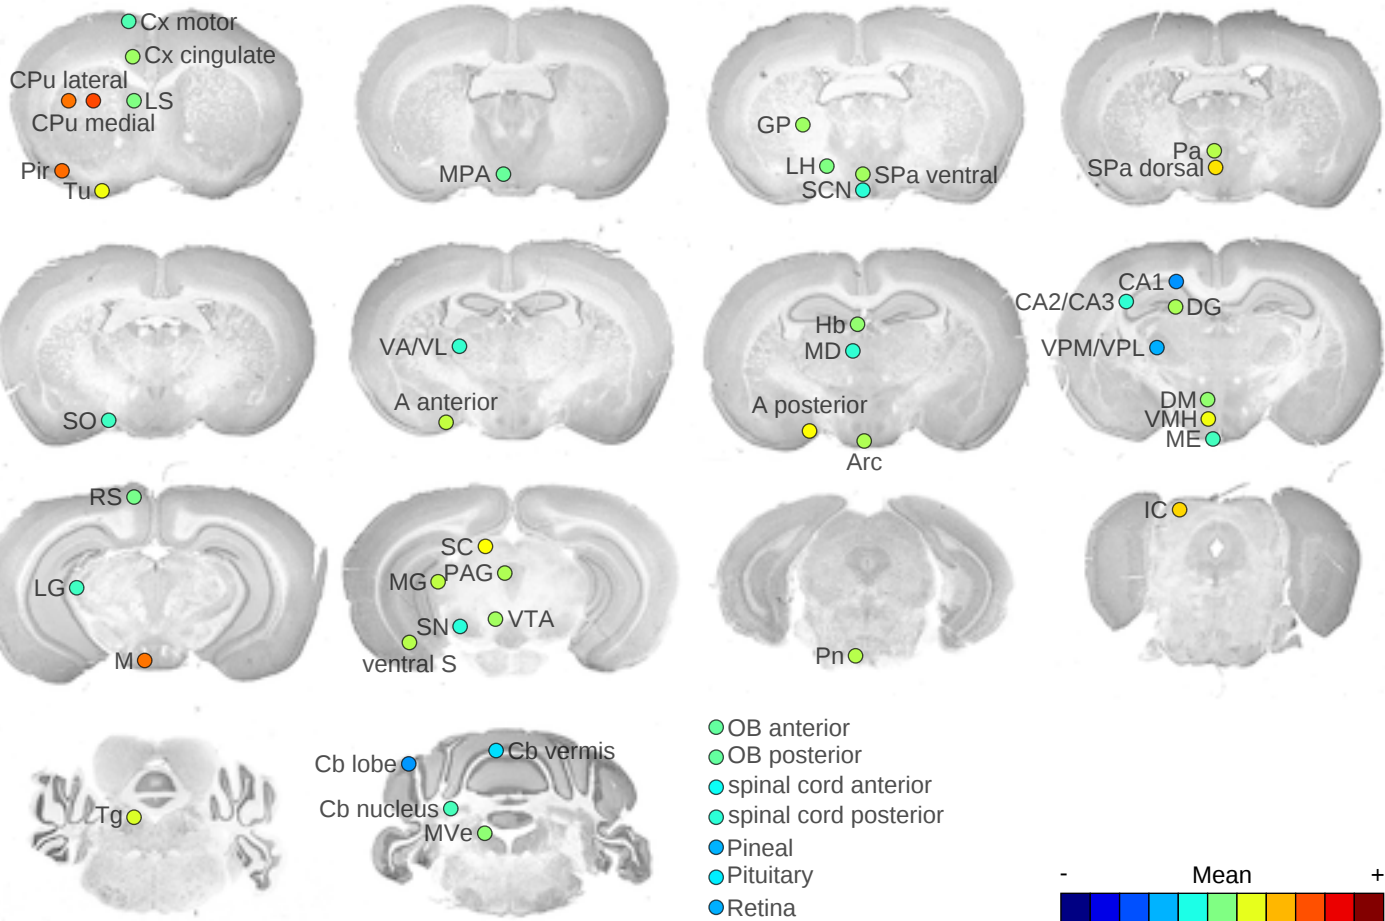 Cx motor
Cx cingulate
CPu lateral
LS
CPu medial
Pir
Tu
MPA
GP
LH
SPa ventral
SCN
Pa
SPa dorsal
SO
VA/VL
A anterior
Hb
MD
A posterior
Arc
CA1
CA2/CA3
DG
VPM/VPL
DM
VMH
ME
RS
LG
M
SC
MG
PAG
SN
VTA
ventral S
Pn
IC
Tg
Cb lobe
Cb vermis
Cb nucleus
MVe
OB anterior
OB posterior
spinal cord anterior
spinal cord posterior
Pineal
Pituitary
Retina
- Mean +